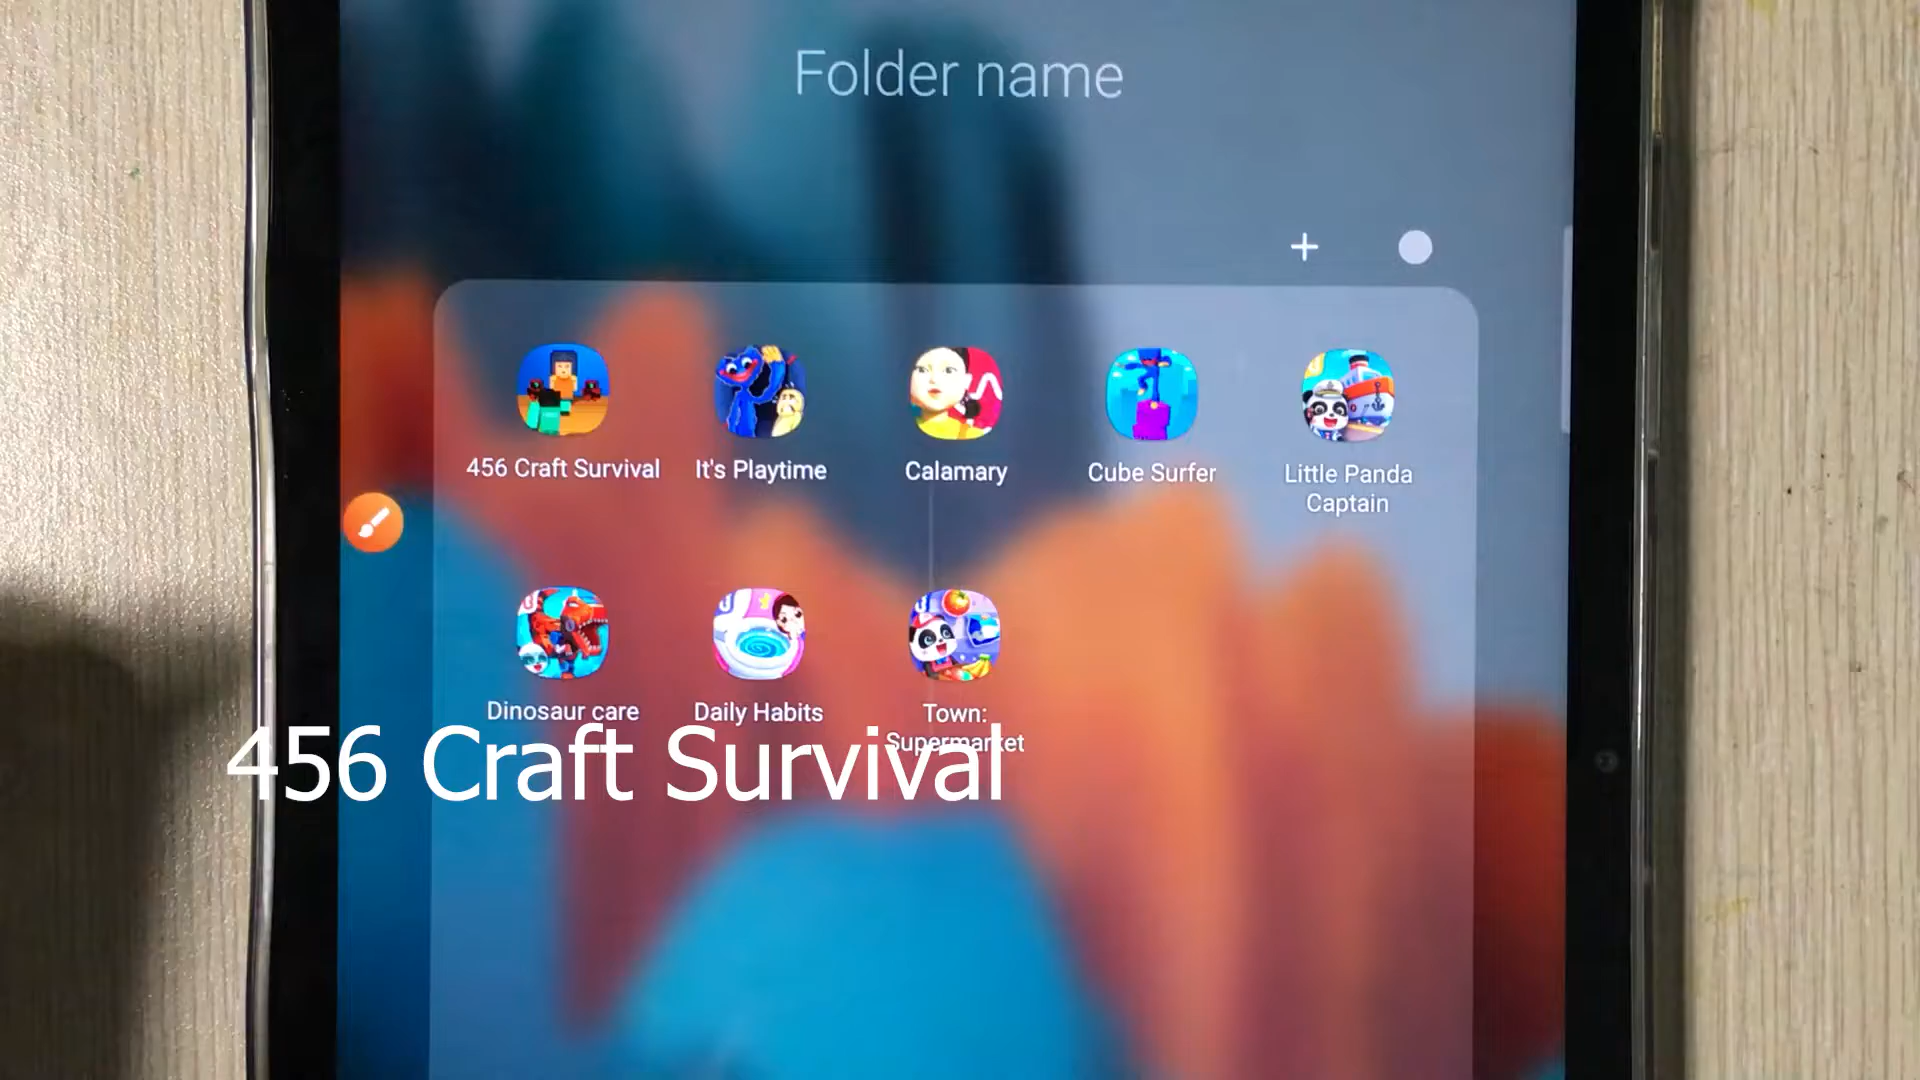 Folder name
456 Craft Survival
It's Playtime
Calamary
Cube Surfer
Little Panda
Captain
Dinosaur care
Daily Habits
Town:
Supermarket
456 Craft Survival